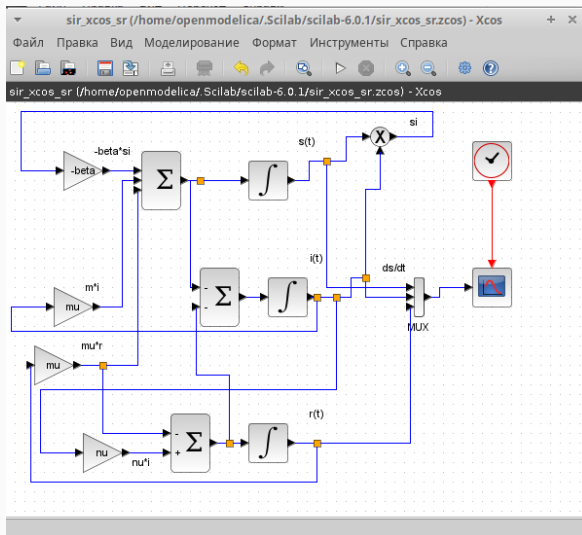 sir_xcos_sr (/home/openmodelica/.Scilab/scilab-6.0.1/sir_xcos_sr.zcos) - Xcos
Файл Правка Вид Моделирование Формат Инструменты Справка
sir_xcos_sr (/home/openmodelica/.Scilab/scilab-6.0.1/sir_xcos_sr.zcos) - Xcos
si
s(t)
-beta*si
X
-beta
Σ
∫
i(t)
ds/dt
m*i
mu
-
Σ
-
∫
MUX
mu*r
mu
r(t)
-
Σ
+
∫
nu
nu*i